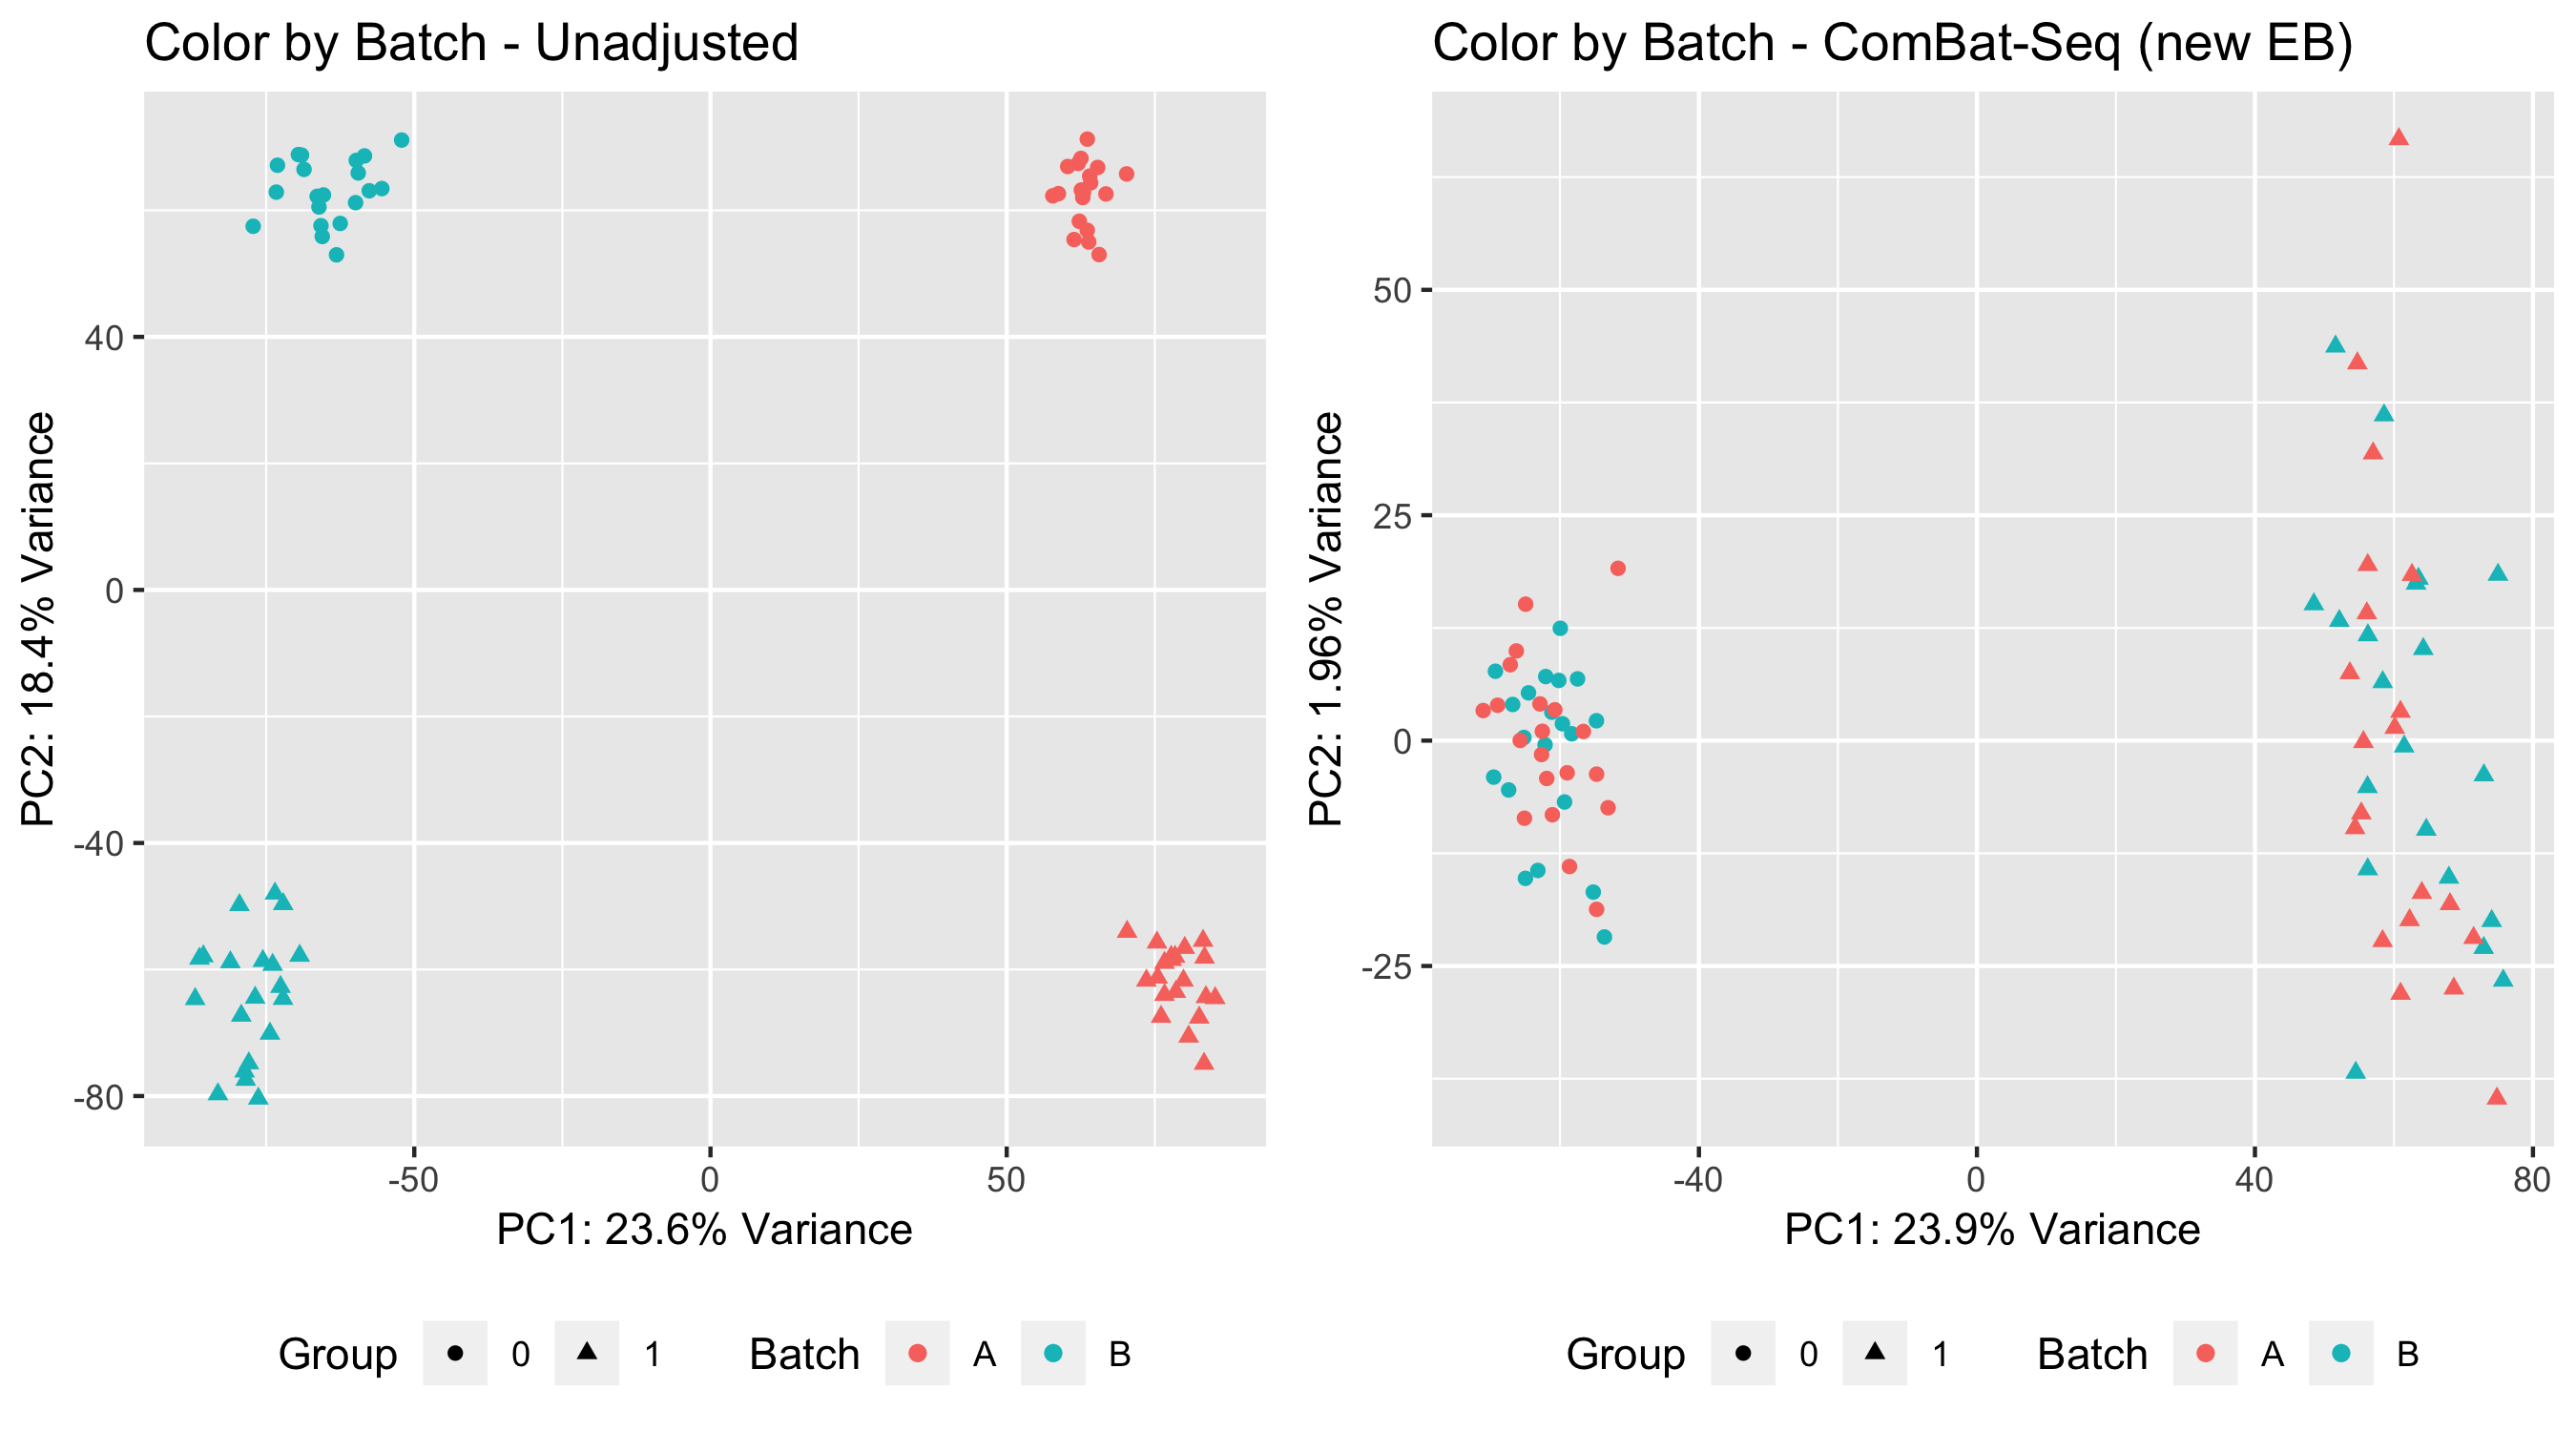 Color by Batch - Unadjusted
PC2: 18.4% Variance
40
0
-40
-80
-50 0 50
PC1: 23.6% Variance
Group 0 1 Batch A B
Color by Batch - ComBat-Seq (new EB)
PC2: 1.96% Variance
50
25
0
-25
-40 0 40 80
PC1: 23.9% Variance
Group 0 1 Batch A B